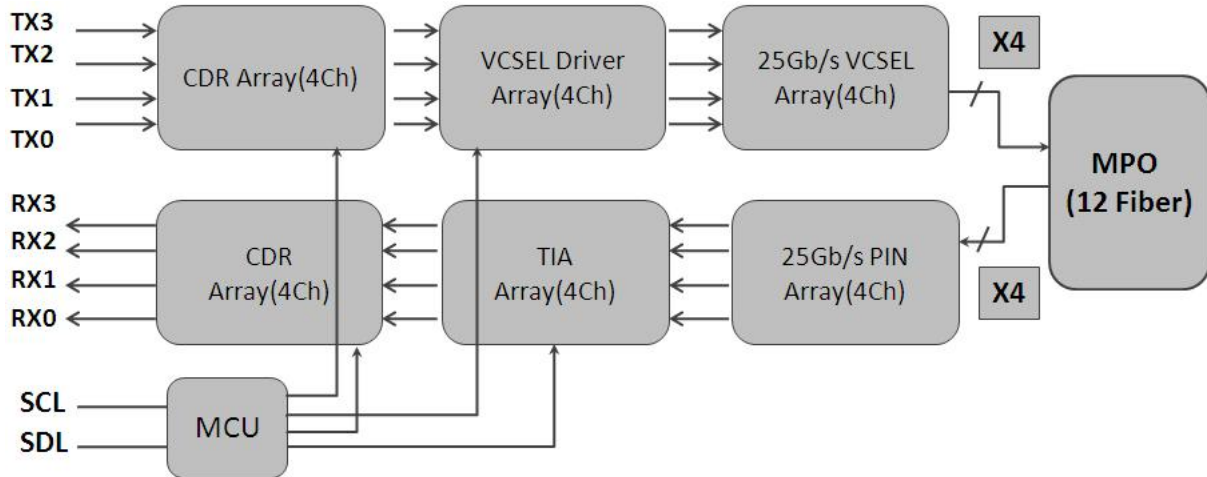 TX3
TX2
TX1
TX0
CDR Array(4Ch)
VCSEL Driver
Array(4Ch)
25Gb/s VCSEL
Array(4Ch)
X4
MPO
(12 Fiber)
RX3
RX2
RX1
RX0
CDR
Array(4Ch)
TIA
Array(4Ch)
25Gb/s PIN
Array(4Ch)
X4
SCL
SDL
MCU